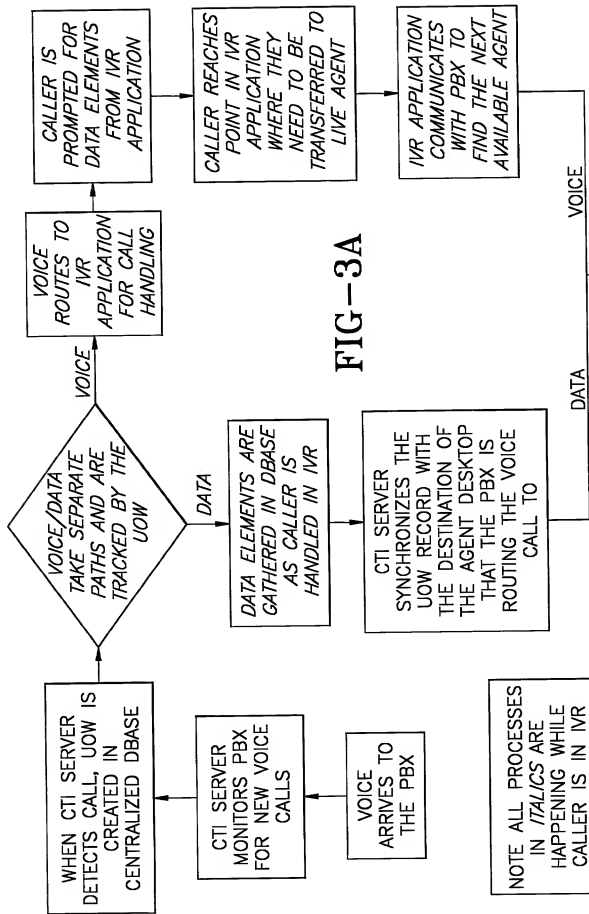 VOICE
ARRIVES TO
THE PBX
CTI SERVER
MONITORS PBX
FOR NEW VOICE
CALLS
WHEN CTI SERVER
DETECTS CALL, UOW IS
CREATED IN
CENTRALIZED DBASE
VOICE/DATA
TAKE SEPARATE
PATHS AND ARE
TRACKED BY THE
UOW
VOICE
VOICE
ROUTES TO
IVR
APPLICATION
FOR CALL
HANDLING
CALLER IS
PROMPTED FOR
DATA ELEMENTS
FROM IVR
APPLICATION
CALLER REACHES
POINT IN IVR
APPLICATION
WHERE THEY
NEED TO BE
TRANSFERRED TO
LIVE AGENT
IVR APPLICATION
COMMUNICATES
WITH PBX TO
FIND THE NEXT
AVAILABLE AGENT
VOICE
DATA
DATA ELEMENTS ARE
GATHERED IN DBASE
AS CALLER IS
HANDLED IN IVR
CTI SERVER
SYNCHRONIZES THE
UOW RECORD WITH
THE DESTINATION OF
THE AGENT DESKTOP
THAT THE PBX IS
ROUTING THE VOICE
CALL TO
DATA
NOTE ALL PROCESSES
IN ITALICS ARE
HAPPENING WHILE
CALLER IS IN IVR
FIG-3A